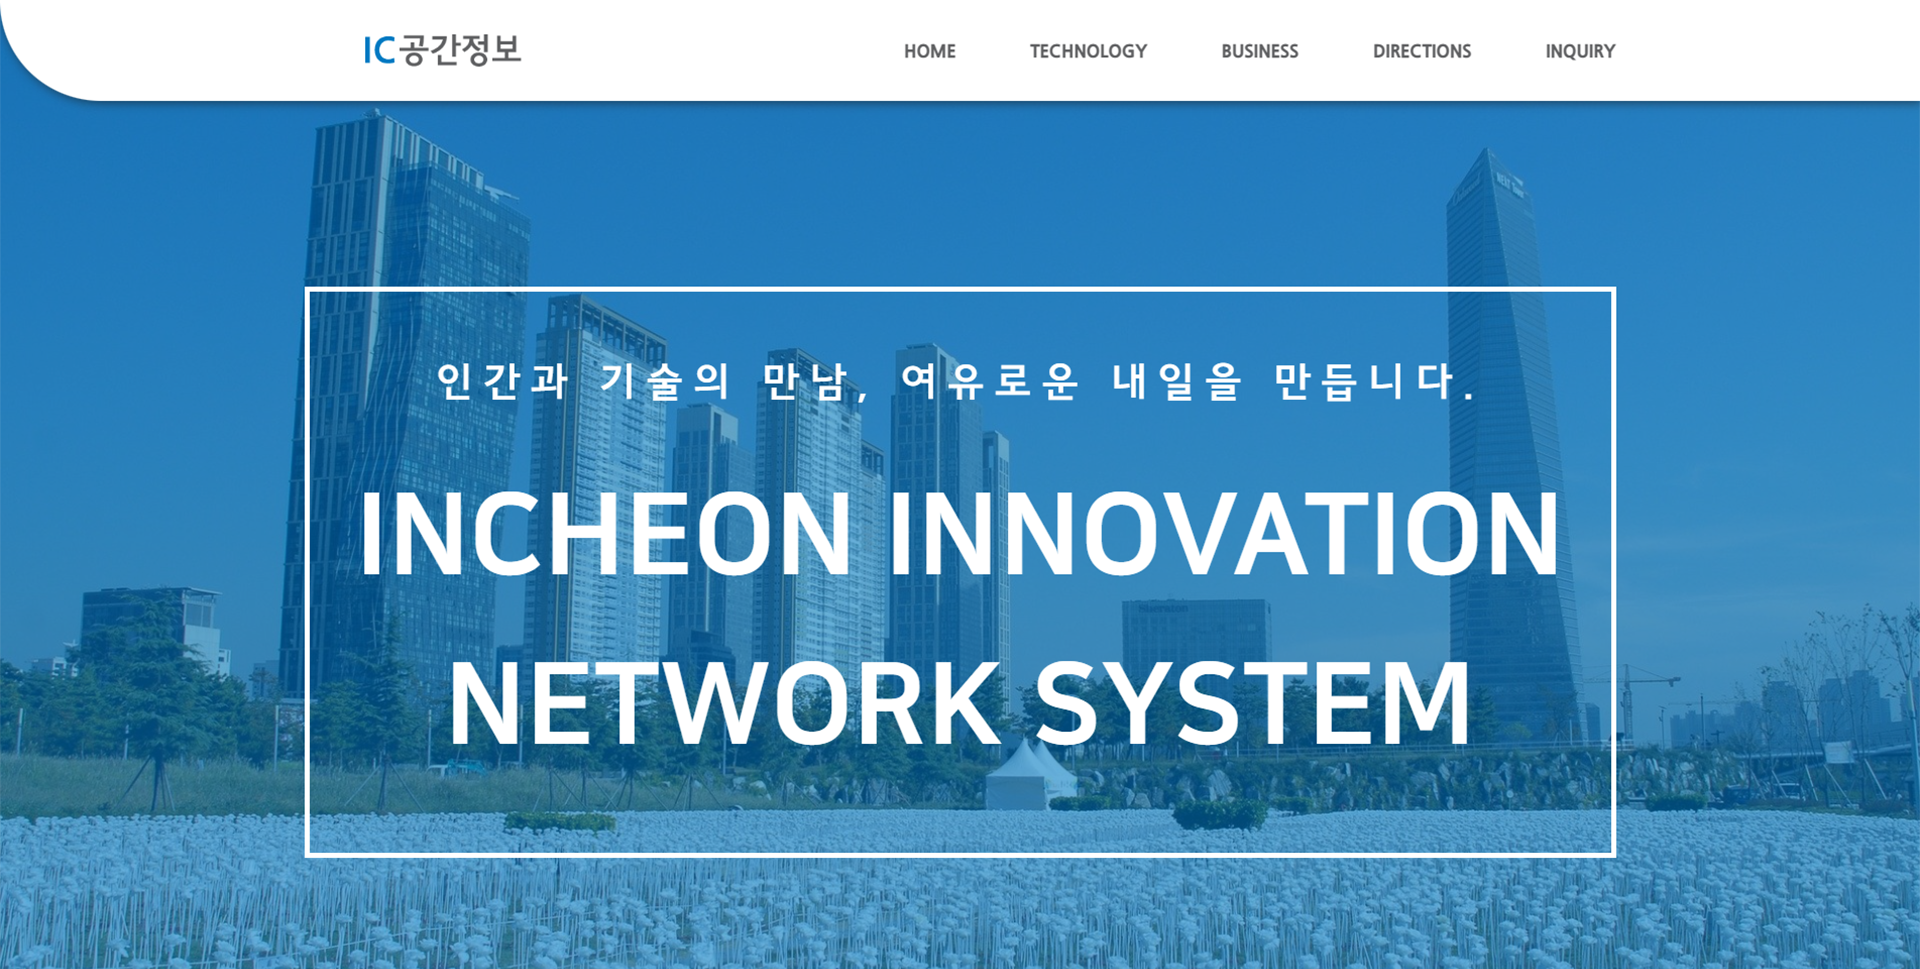 IC공간정보
HOME TECHNOLOGY BUSINESS DIRECTIONS INQUIRY
인간과 기술의 만남, 여유로운 내일을 만듭니다.
INCHEON INNOVATION
NETWORK SYSTEM